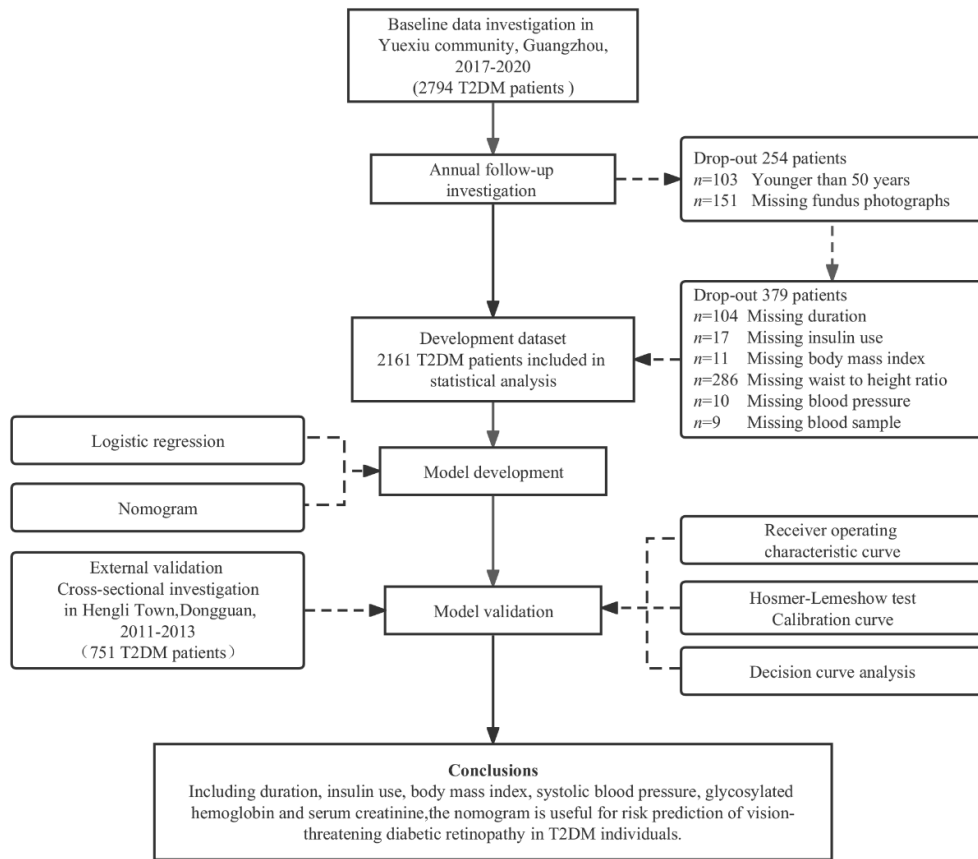 Baseline data investigation in
Yuexiu community, Guangzhou,
2017-2020
(2794 T2DM patients )
Annual follow-up
investigation
Drop-out 254 patients
n=103 Younger than 50 years
n=151 Missing fundus photographs
Drop-out 379 patients
n=104 Missing duration
n=17 Missing insulin use
n=11 Missing body mass index
n=286 Missing waist to height ratio
n=10 Missing blood pressure
n=9 Missing blood sample
Development dataset
2161 T2DM patients included in
statistical analysis
Logistic regression
Nomogram
Model development
External validation
Cross-sectional investigation
in Hengli Town,Dongguan,
2011-2013
（751 T2DM patients）
Model validation
Receiver operating
characteristic curve
Hosmer-Lemeshow test
Calibration curve
Decision curve analysis
Conclusions
Including duration, insulin use, body mass index, systolic blood pressure, glycosylated
hemoglobin and serum creatinine,the nomogram is useful for risk prediction of vision-
threatening diabetic retinopathy in T2DM individuals.